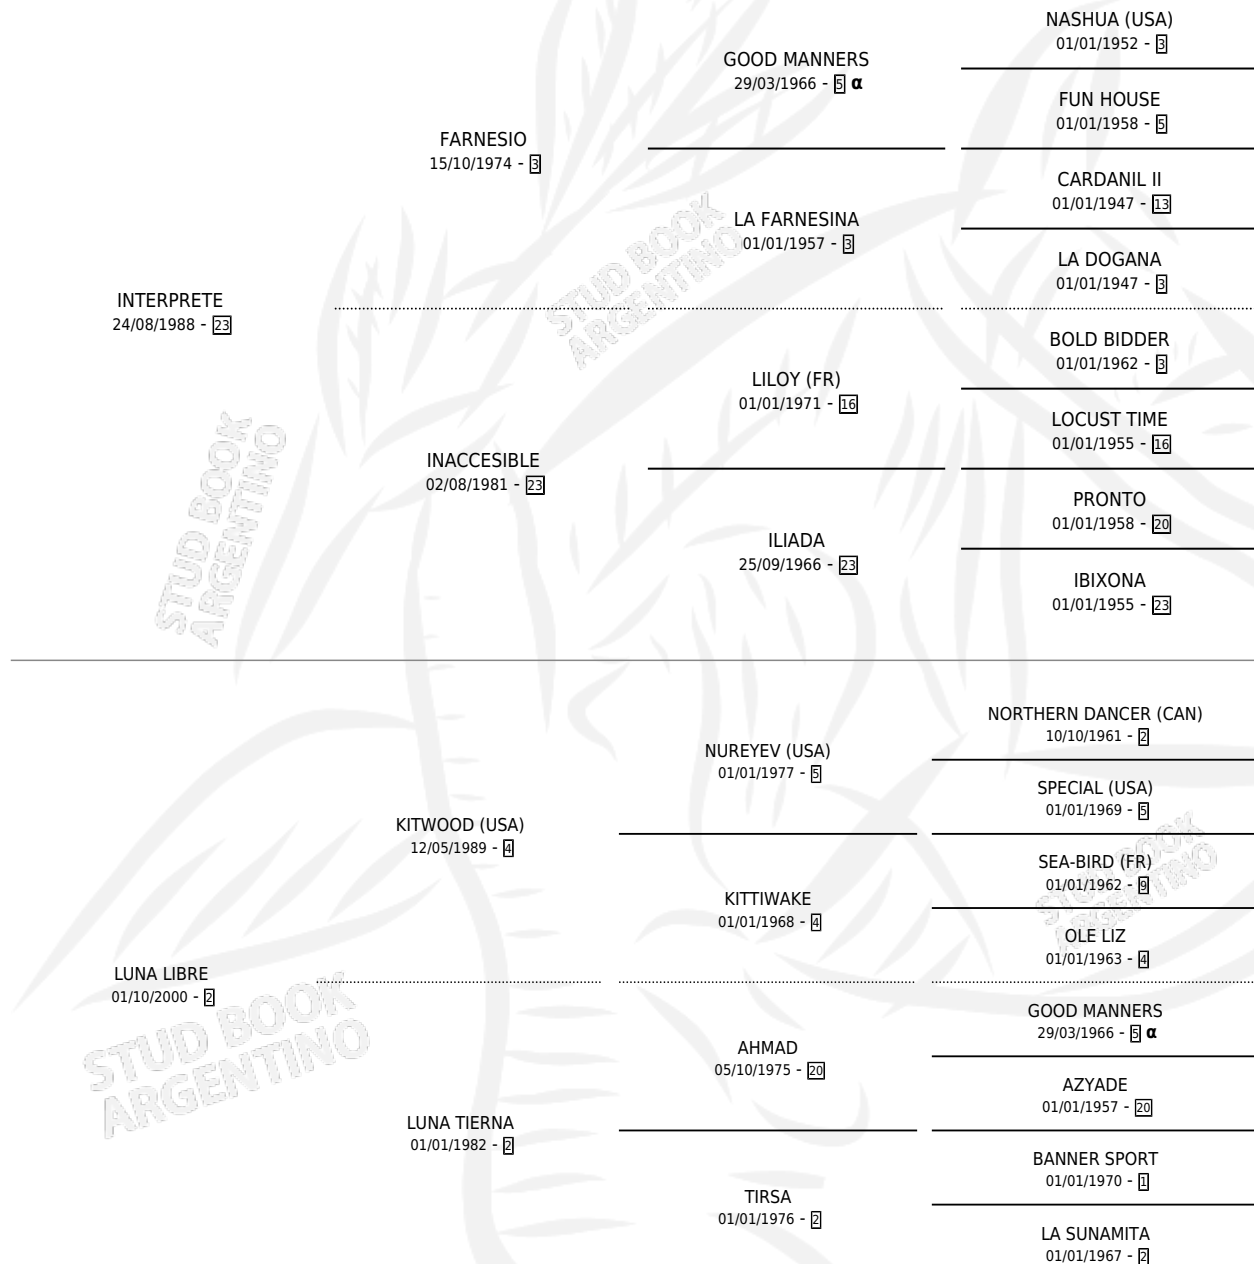 NASHUA (USA)
01/01/1952 - 3
GOOD MANNERS
29/03/1966 - 5 α
FUN HOUSE
01/01/1958 - 5
FARNESIO
15/10/1974 - 3
CARDANIL II
01/01/1947 - 13
LA FARNESINA
01/01/1957 - 3
LA DOGANA
01/01/1947 - 3
INTERPRETE
24/08/1988 - 23
BOLD BIDDER
01/01/1962 - 3
LILOY (FR)
01/01/1971 - 16
LOCUST TIME
01/01/1955 - 16
INACCESIBLE
02/08/1981 - 23
PRONTO
01/01/1958 - 20
ILIADA
25/09/1966 - 23
IBIXONA
01/01/1955 - 23
STUD BOOK
ARGENTINO
STUD BOOK
ARGENTINO
NORTHERN DANCER (CAN)
10/10/1961 - 2
NUREYEV (USA)
01/01/1977 - 5
SPECIAL (USA)
01/01/1969 - 5
KITWOOD (USA)
12/05/1989 - 4
SEA-BIRD (FR)
01/01/1962 - 9
KITTIWAKE
01/01/1968 - 4
OLE LIZ
01/01/1963 - 4
LUNA LIBRE
01/10/2000 - 2
GOOD MANNERS
29/03/1966 - 5 α
AHMAD
05/10/1975 - 20
AZYADE
01/01/1957 - 20
LUNA TIERNA
01/01/1982 - 2
BANNER SPORT
01/01/1970 - 1
TIRSA
01/01/1976 - 2
LA SUNAMITA
01/01/1967 - 2
STUD BOOK
ARGENTINO
STUD BOOK
ARGENTINO